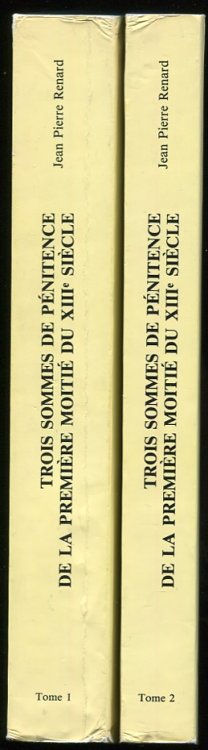 Jean Pierre Renard
TROIS SOMMES DE PÉNITENCE
DE LA PREMIÈRE MOITIÉ DU XIIIe SIÈCLE
Tome 1
Jean Pierre Renard
TROIS SOMMES DE PÉNITENCE
DE LA PREMIÈRE MOITIÉ DU XIIIe SIÈCLE
Tome 2